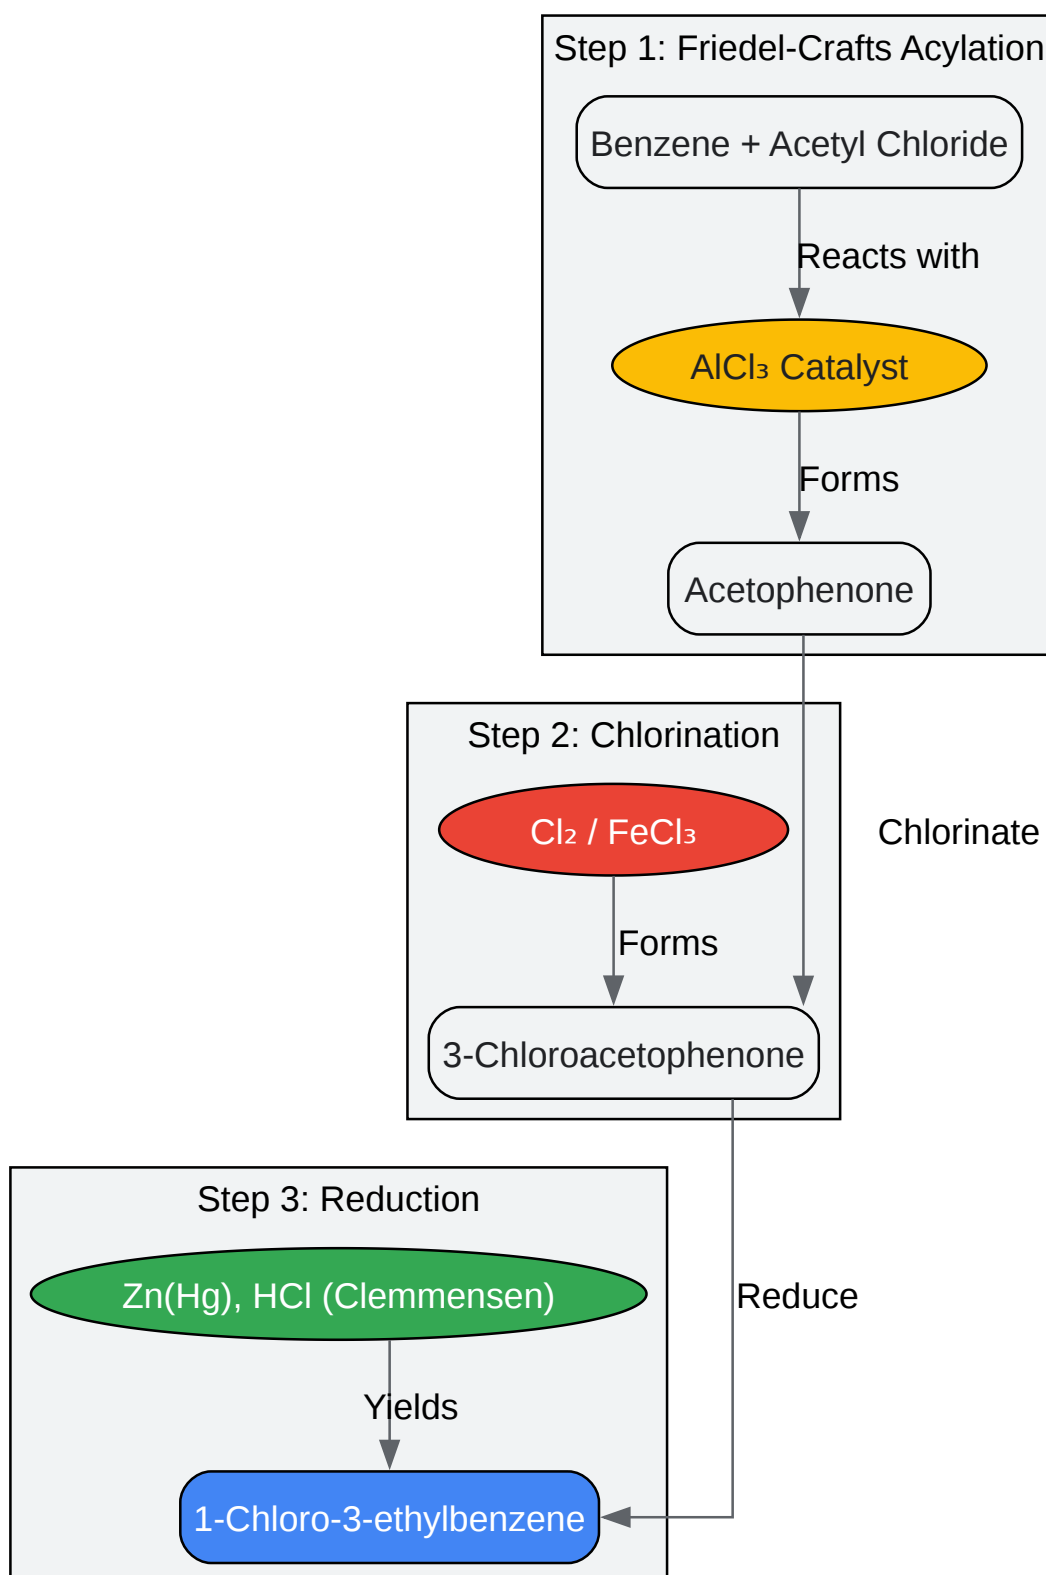 Step 1: Friedel-Crafts Acylation
Benzene + Acetyl Chloride
Reacts with
AlCl₃ Catalyst
Forms
Acetophenone
Step 2: Chlorination
Cl₂ / FeCl₃
Chlorinate
Forms
3-Chloroacetophenone
Step 3: Reduction
Zn(Hg), HCl (Clemmensen)
Reduce
Yields
1-Chloro-3-ethylbenzene